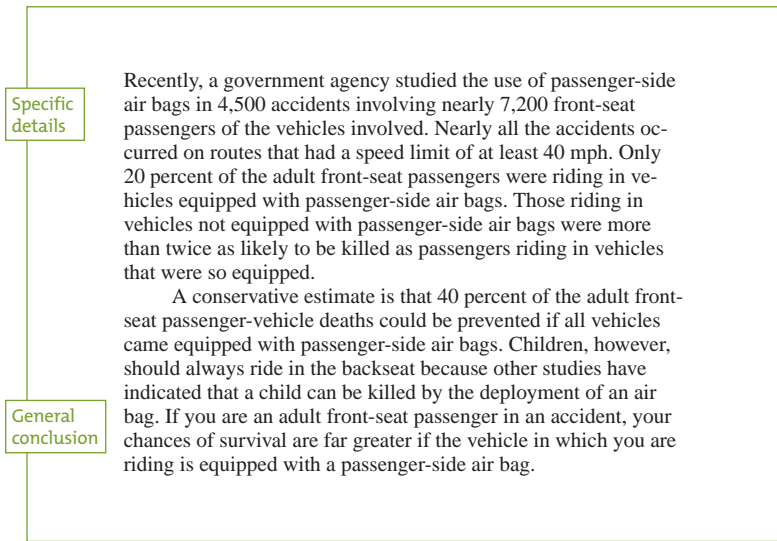 Recently, a government agency studied the use of passenger-side
Specific
details
air bags in 4,500 accidents involving nearly 7,200 front-seat
passengers of the vehicles involved. Nearly all the accidents oc-
curred on routes that had a speed limit of at least 40 mph. Only
20 percent of the adult front-seat passengers were riding in ve-
hicles equipped with passenger-side air bags. Those riding in
vehicles not equipped with passenger-side air bags were more
than twice as likely to be killed as passengers riding in vehicles
that were so equipped.
A conservative estimate is that 40 percent of the adult front-
seat passenger-vehicle deaths could be prevented if all vehicles
came equipped with passenger-side air bags. Children, however,
should always ride in the backseat because other studies have
indicated that a child can be killed by the deployment of an air
General
conclusion
bag. If you are an adult front-seat passenger in an accident, your
chances of survival are far greater if the vehicle in which you are
riding is equipped with a passenger-side air bag.